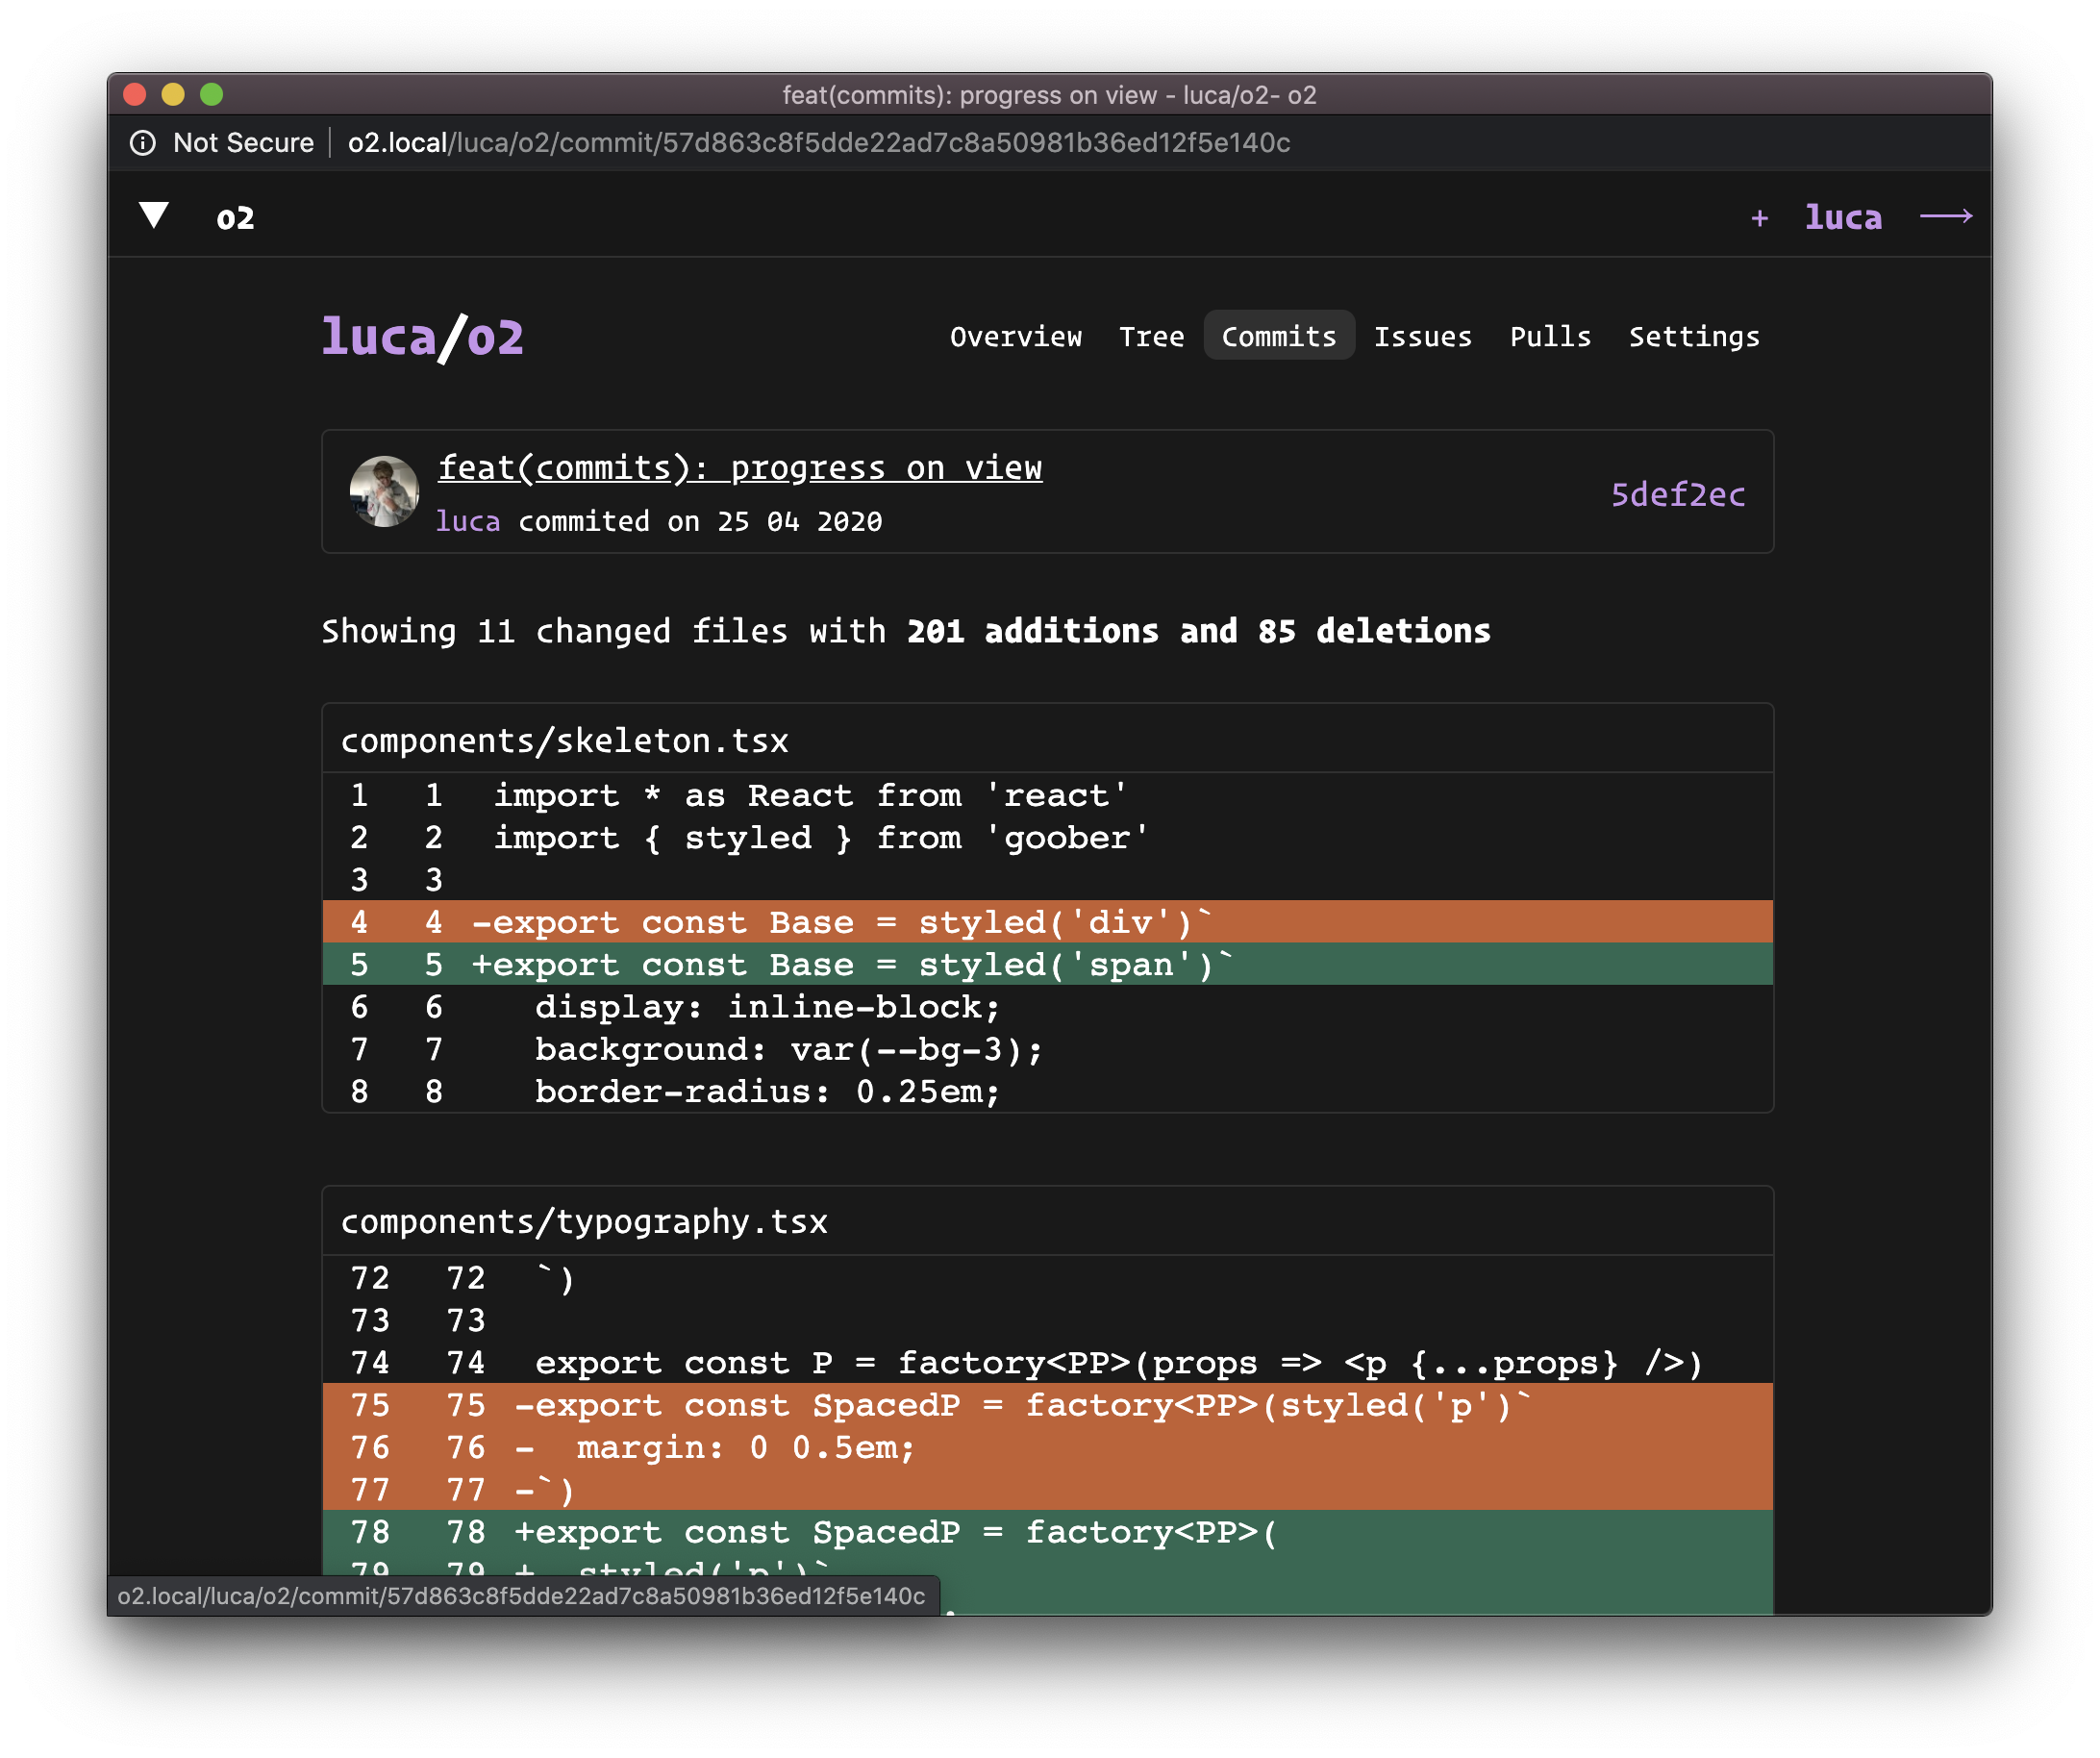 feat(commits): progress on view - luca/o2- o2
Not Secure | o2.local/luca/o2/commit/57d863c8f5dde22ad7c8a50981b36ed12f5e140c
▼ o2 + luca ⟶
luca/o2 Overview Tree Commits Issues Pulls Settings
feat(commits): progress on view
5def2ec
luca commited on 25 04 2020
Showing 11 changed files with 201 additions and 85 deletions
components/skeleton.tsx
1 1 import * as React from 'react'
2 2 import { styled } from 'goober'
3 3
4 4 -export const Base = styled('div')`
5 5 +export const Base = styled('span')`
6 6 display: inline-block;
7 7 background: var(--bg-3);
8 8 border-radius: 0.25em;
components/typography.tsx
72 72 `)
73 73
74 74 export const P = factory<PP>(props => <p {...props} />)
75 75 -export const SpacedP = factory<PP>(styled('p')`
76 76 - margin: 0 0.5em;
77 77 -`)
78 78 +export const SpacedP = factory<PP>(
79 79 + styled('p')`
o2.local/luca/o2/commit/57d863c8f5dde22ad7c8a50981b36ed12f5e140c